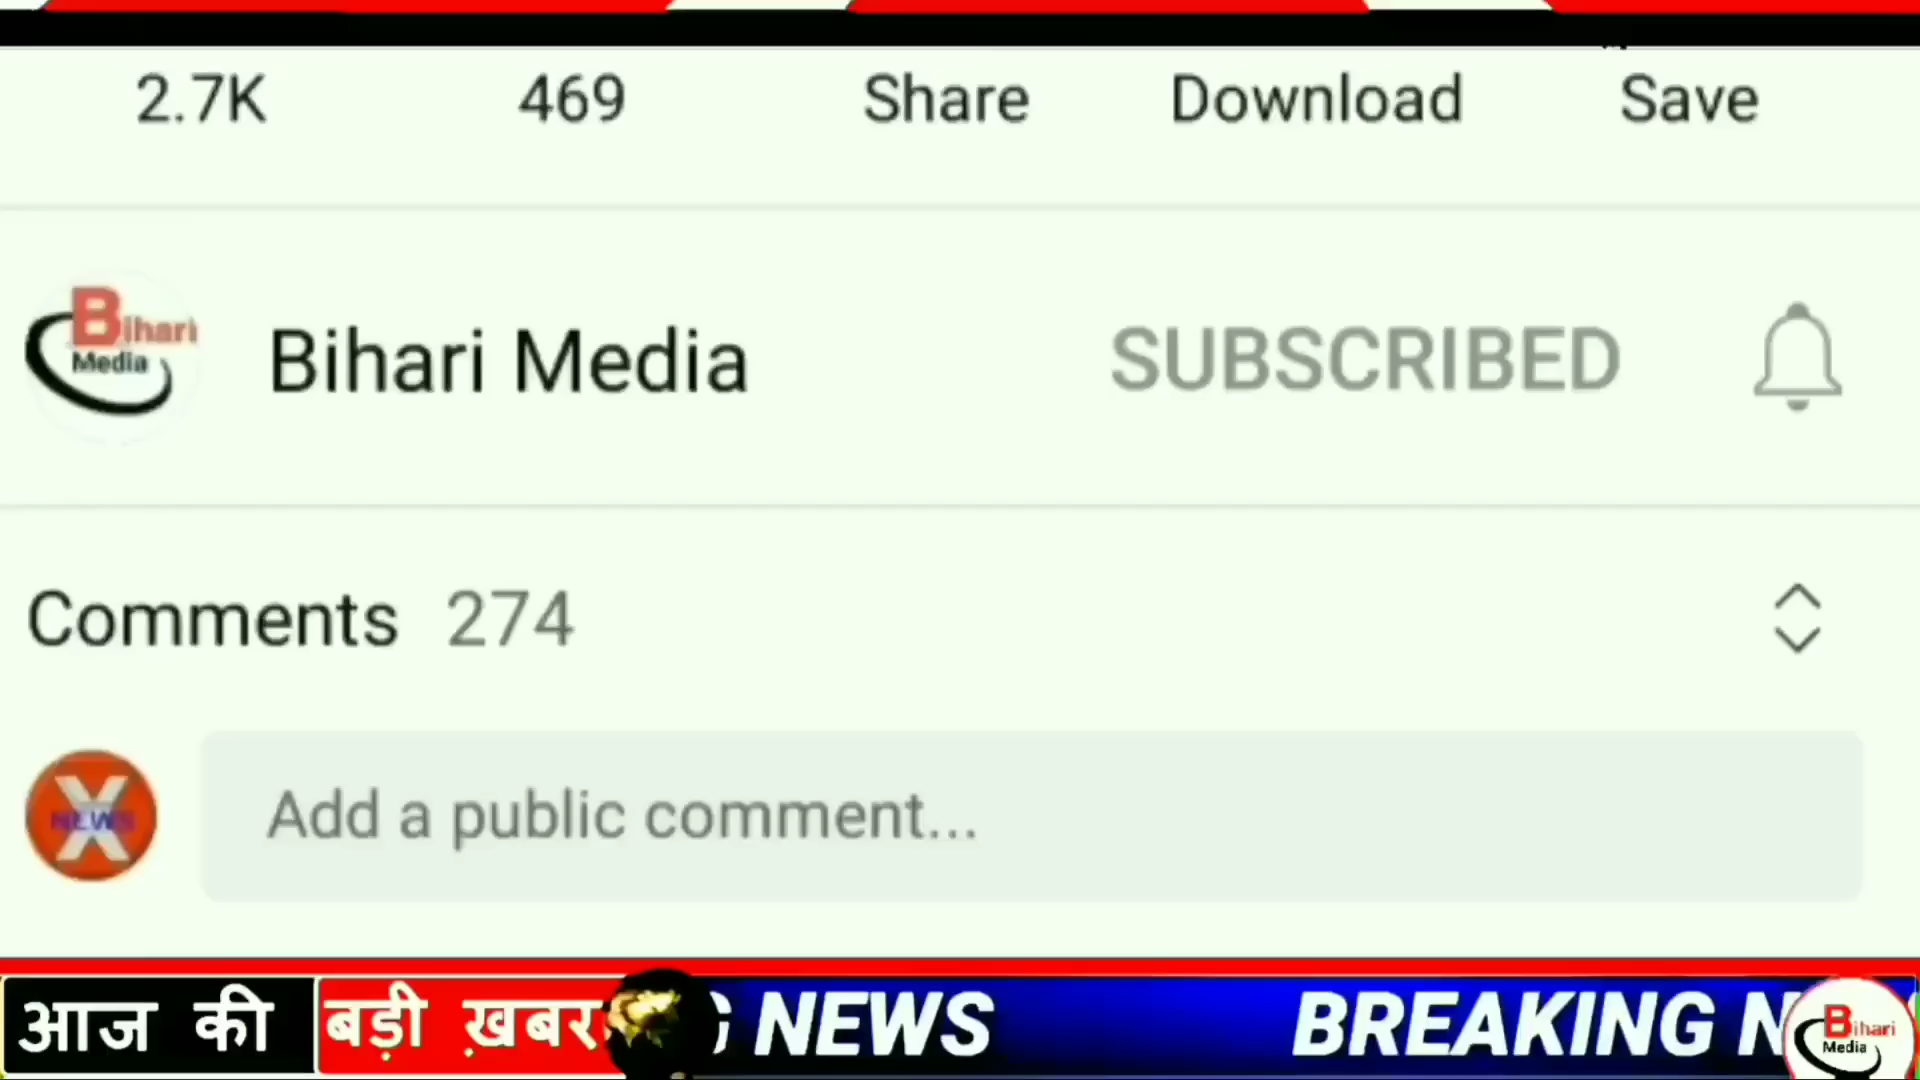 2.7K 469 Share Download Save
Bihari Media
Bihari Media SUBSCRIBED
Comments 274
X NEWS
Add a public comment...
आज की बड़ी ख़बर G NEWS BREAKING N
Bihari
Media